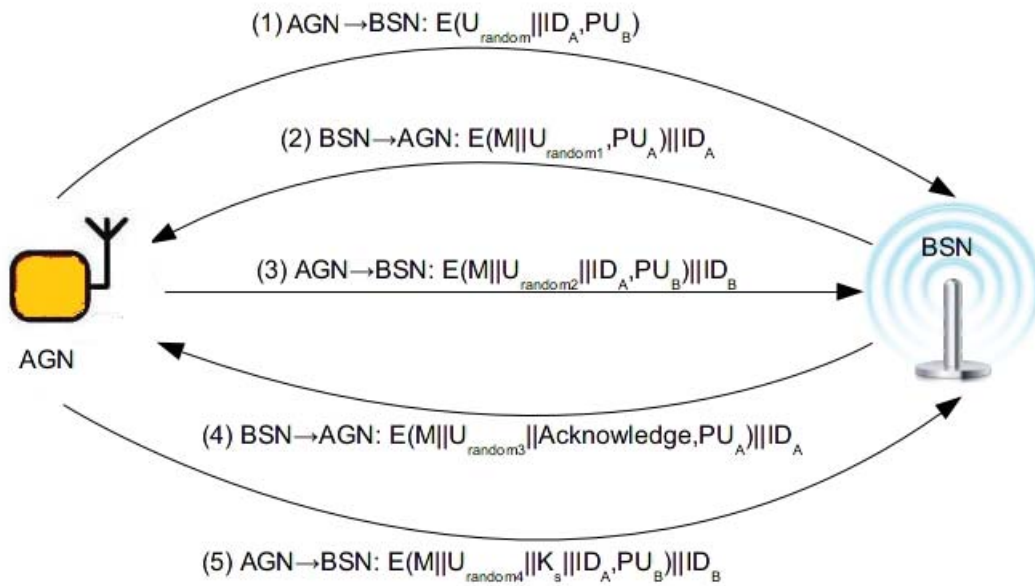 (1) AGN→BSN: E(U_random||ID_A,PU_B)
(2) BSN→AGN: E(M||U_random1,PU_A)||ID_A
BSN
(3) AGN→BSN: E(M||U_random2||ID_A,PU_B)||ID_B
AGN
(4) BSN→AGN: E(M||U_random3||Acknowledge,PU_A)||ID_A
(5) AGN→BSN: E(M||U_random4||K_s||ID_A,PU_B)||ID_B